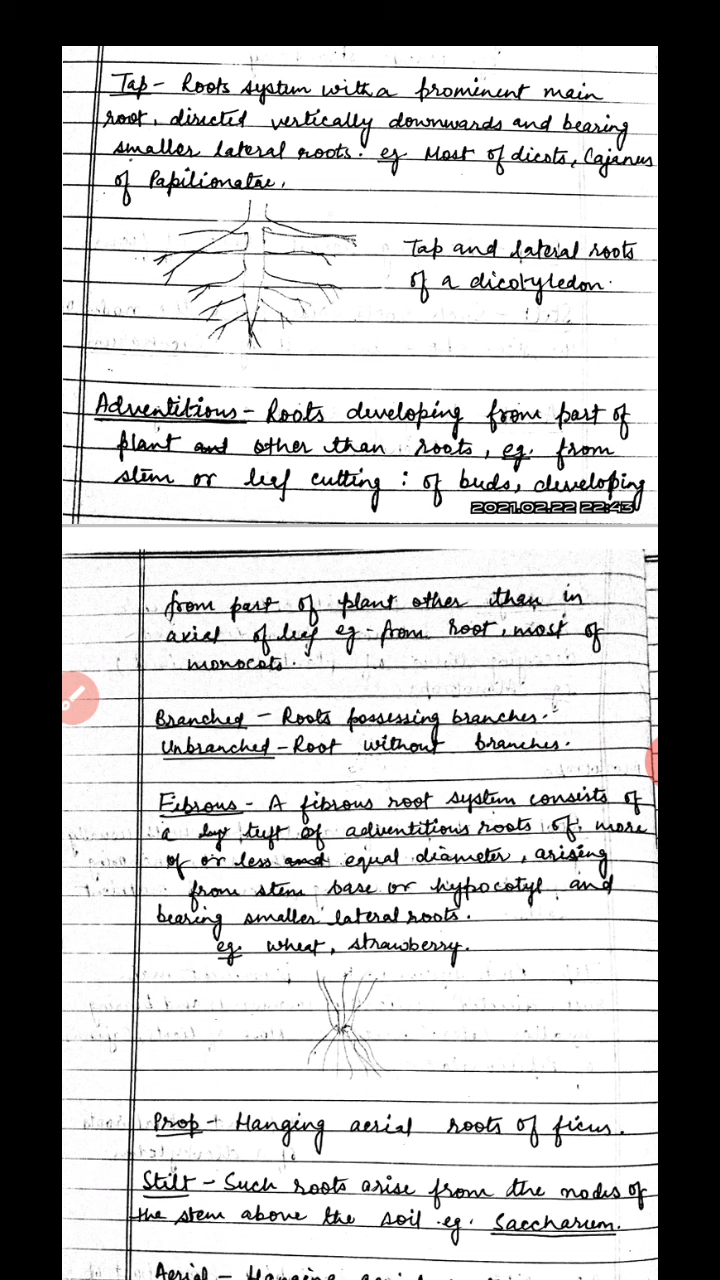 Tap - Roots system with a prominent main
root, directed vertically downwards and bearing
smaller lateral roots. eg Most of dicots, Cajanus
of Papilionatae.
Tap and lateral roots
of a dicotyledon.
Adventitious - Roots developing from part of
plant and other than roots, eg. from
stem or leef cutting : of buds, developing
2021.02.22 22:43
from part of plant other than in
axial of leef eg - from root, most of
monocots.
Branched - Roots possessing branches.
Unbranched - Root without branches.
Fibrous - A fibrous root system consists of
a tuft of adventitious roots of more
of or less and equal diameter, arising
from stem base or hypocotyl and
bearing smaller lateral roots.
eg. wheat, strawberry.
Prop - Hanging aerial roots of ficus.
Stilt - Such roots arise from the nodes of
the stem above the soil eg. Saccharum.
Aerial - Hanging